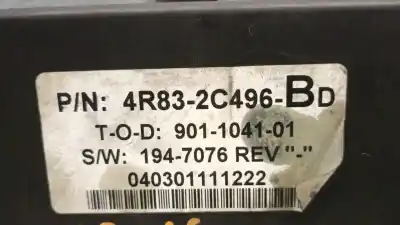 P/N: 4R83-2C496-BD
T-O-D: 901-1041-01
S/W: 194-7076 REV "-"
040301111222